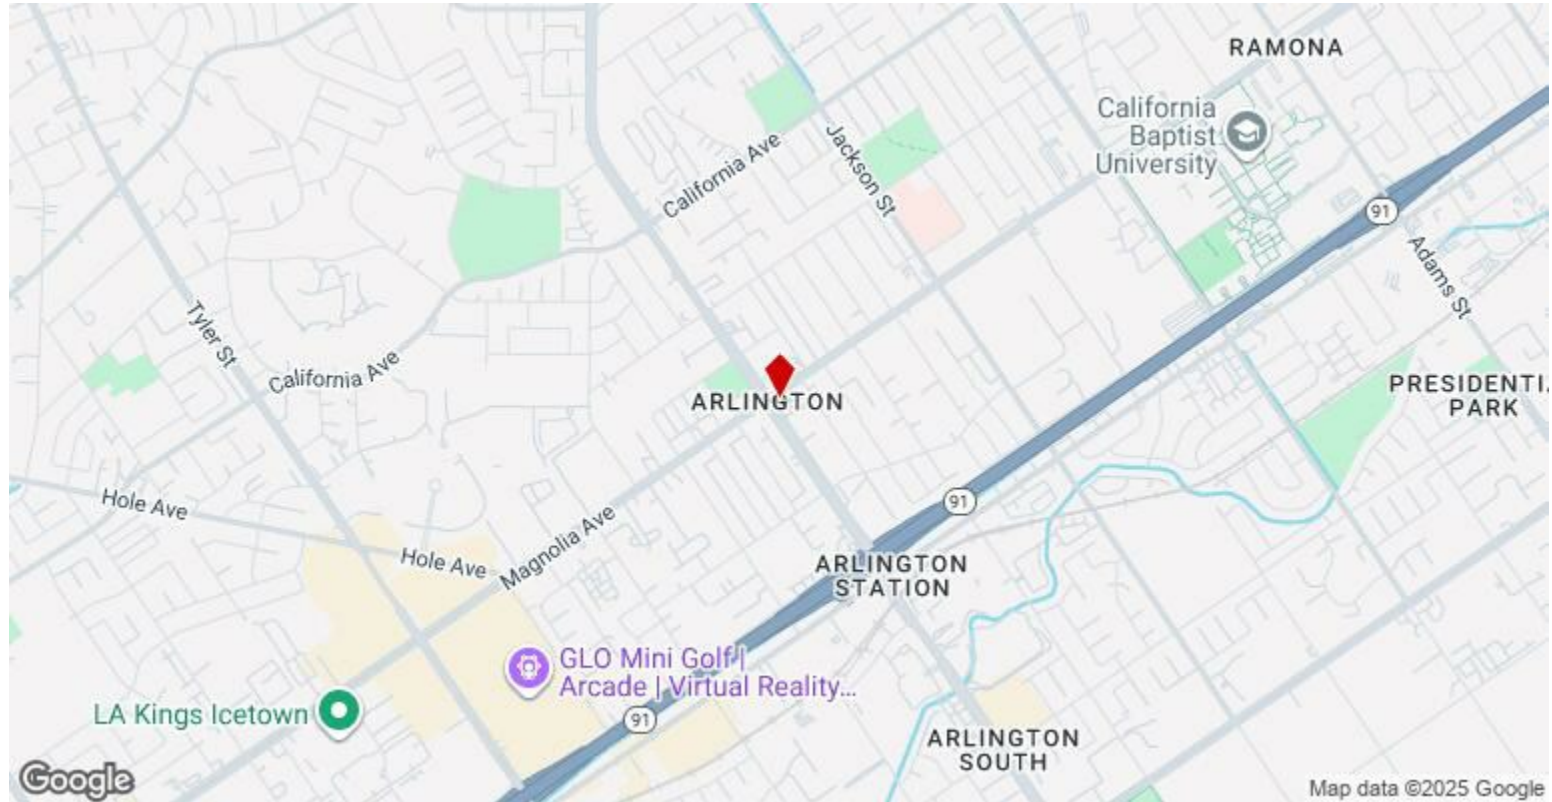 RAMONA
California
Baptist
University
91
Jackson St
California Ave
Adams St
Tyler St
California Ave
PRESIDENTI
PARK
ARLINGTON
Hole Ave
91
Magnolia Ave
Hole Ave
ARLINGTON
STATION
GLO Mini Golf |
Arcade | Virtual Reality...
LA Kings Icetown
91
ARLINGTON
SOUTH
Google
Map data ©2025 Google